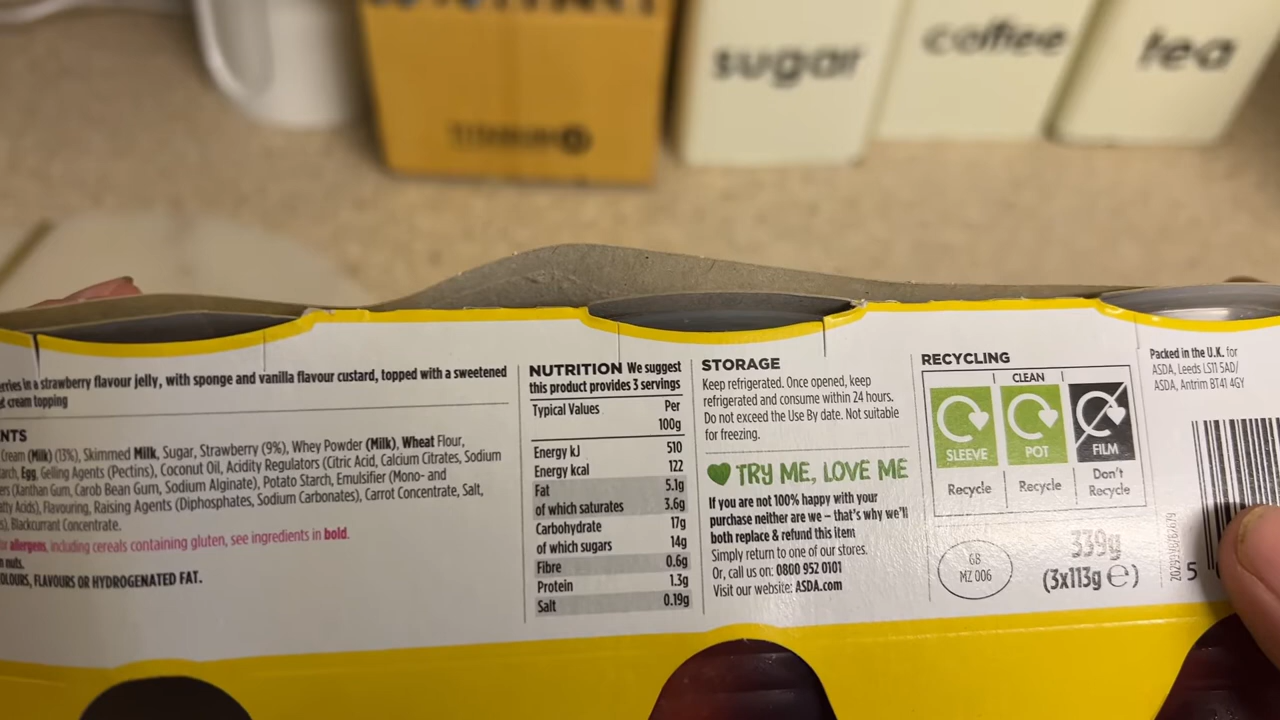 sugar
coffee
tea
TITANIUM
in a strawberry flavour jelly, with sponge and vanilla flavour custard, topped with a sweetened
cream topping
NTS
Cream (Milk) (13%), Skimmed Milk, Sugar, Strawberry (9%), Whey Powder (Milk), Wheat Flour,
Egg, Gelling Agents (Pectins), Coconut Oil, Acidity Regulators (Citric Acid, Calcium Citrates, Sodium
(Xanthan Gum, Carob Bean Gum, Sodium Alginate), Potato Starch, Emulsifier (Mono- and
Acids), Flavouring, Raising Agents (Diphosphates, Sodium Carbonates), Carrot Concentrate, Salt,
Blackcurrant Concentrate.
allergens, including cereals containing gluten, see ingredients in bold.
nuts.
COLOURS, FLAVOURS OR HYDROGENATED FAT.
NUTRITION We suggest
this product provides 3 servings
Typical Values Per
100g
Energy kJ 510
Energy kcal 122
Fat 5.1g
of which saturates 3.6g
Carbohydrate 17g
of which sugars 14g
Fibre 0.6g
Protein 1.3g
Salt 0.19g
STORAGE
Keep refrigerated. Once opened, keep
refrigerated and consume within 24 hours.
Do not exceed the Use By date. Not suitable
for freezing.
TRY ME, LOVE ME
If you are not 100% happy with your
purchase neither are we – that's why we'll
both replace & refund this item
Simply return to one of our stores.
Or, call us on: 0800 952 0101
Visit our website: ASDA.com
RECYCLING
CLEAN
SLEEVE POT FILM
Recycle Recycle Don't
Recycle
GB
MZ 006
339g
(3x113g e)
Packed in the U.K. for
ASDA, Leeds LS11 5AD/
ASDA, Antrim BT41 4GY
5